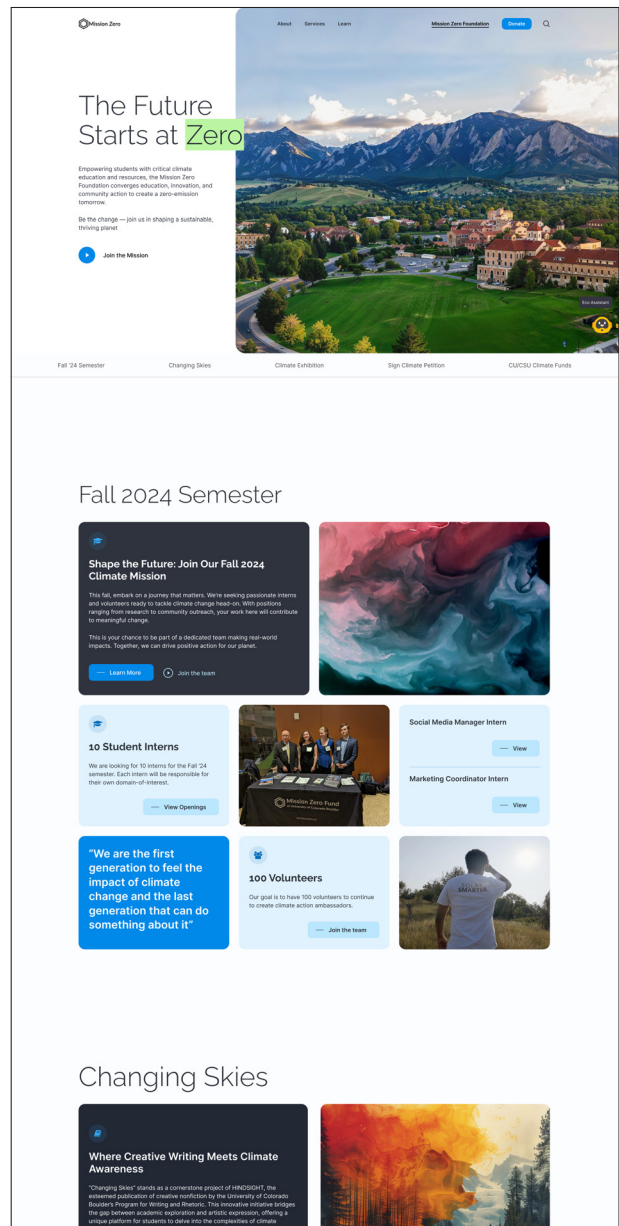 Mission Zero
About Services Learn
Mission Zero Foundation Donate
The Future
Starts at Zero
Empowering students with critical climate
education and resources, the Mission Zero
Foundation converges education, innovation, and
community action to create a zero-emission
tomorrow.
Be the change — join us in shaping a sustainable,
thriving planet
Join the Mission
Eco Assistant
Fall '24 Semester Changing Skies Climate Exhibition Sign Climate Petition CU/CSU Climate Funds
Fall 2024 Semester
Shape the Future: Join Our Fall 2024
Climate Mission
This fall, embark on a journey that matters. We're seeking passionate interns
and volunteers ready to tackle climate change head-on. With positions
ranging from research to community outreach, your work here will contribute
to meaningful change.
This is your chance to be part of a dedicated team making real-world
impacts. Together, we can drive positive action for our planet.
— Learn More Join the team
10 Student Interns
We are looking for 10 interns for the Fall '24
semester. Each intern will be responsible for
their own domain-of-interest.
— View Openings
Mission Zero Fund
at University of Colorado Boulder
Social Media Manager Intern
— View
Marketing Coordinator Intern
— View
"We are the first
generation to feel the
impact of climate
change and the last
generation that can do
something about it"
100 Volunteers
Our goal is to have 100 volunteers to continue
to create climate action ambassadors.
— Join the team
SMARTER
Changing Skies
Where Creative Writing Meets Climate
Awareness
"Changing Skies" stands as a cornerstone project of HINDSIGHT, the
esteemed publication of creative nonfiction by the University of Colorado
Boulder's Program for Writing and Rhetoric. This innovative initiative bridges
the gap between academic exploration and artistic expression, offering a
unique platform for students to delve into the complexities of climate